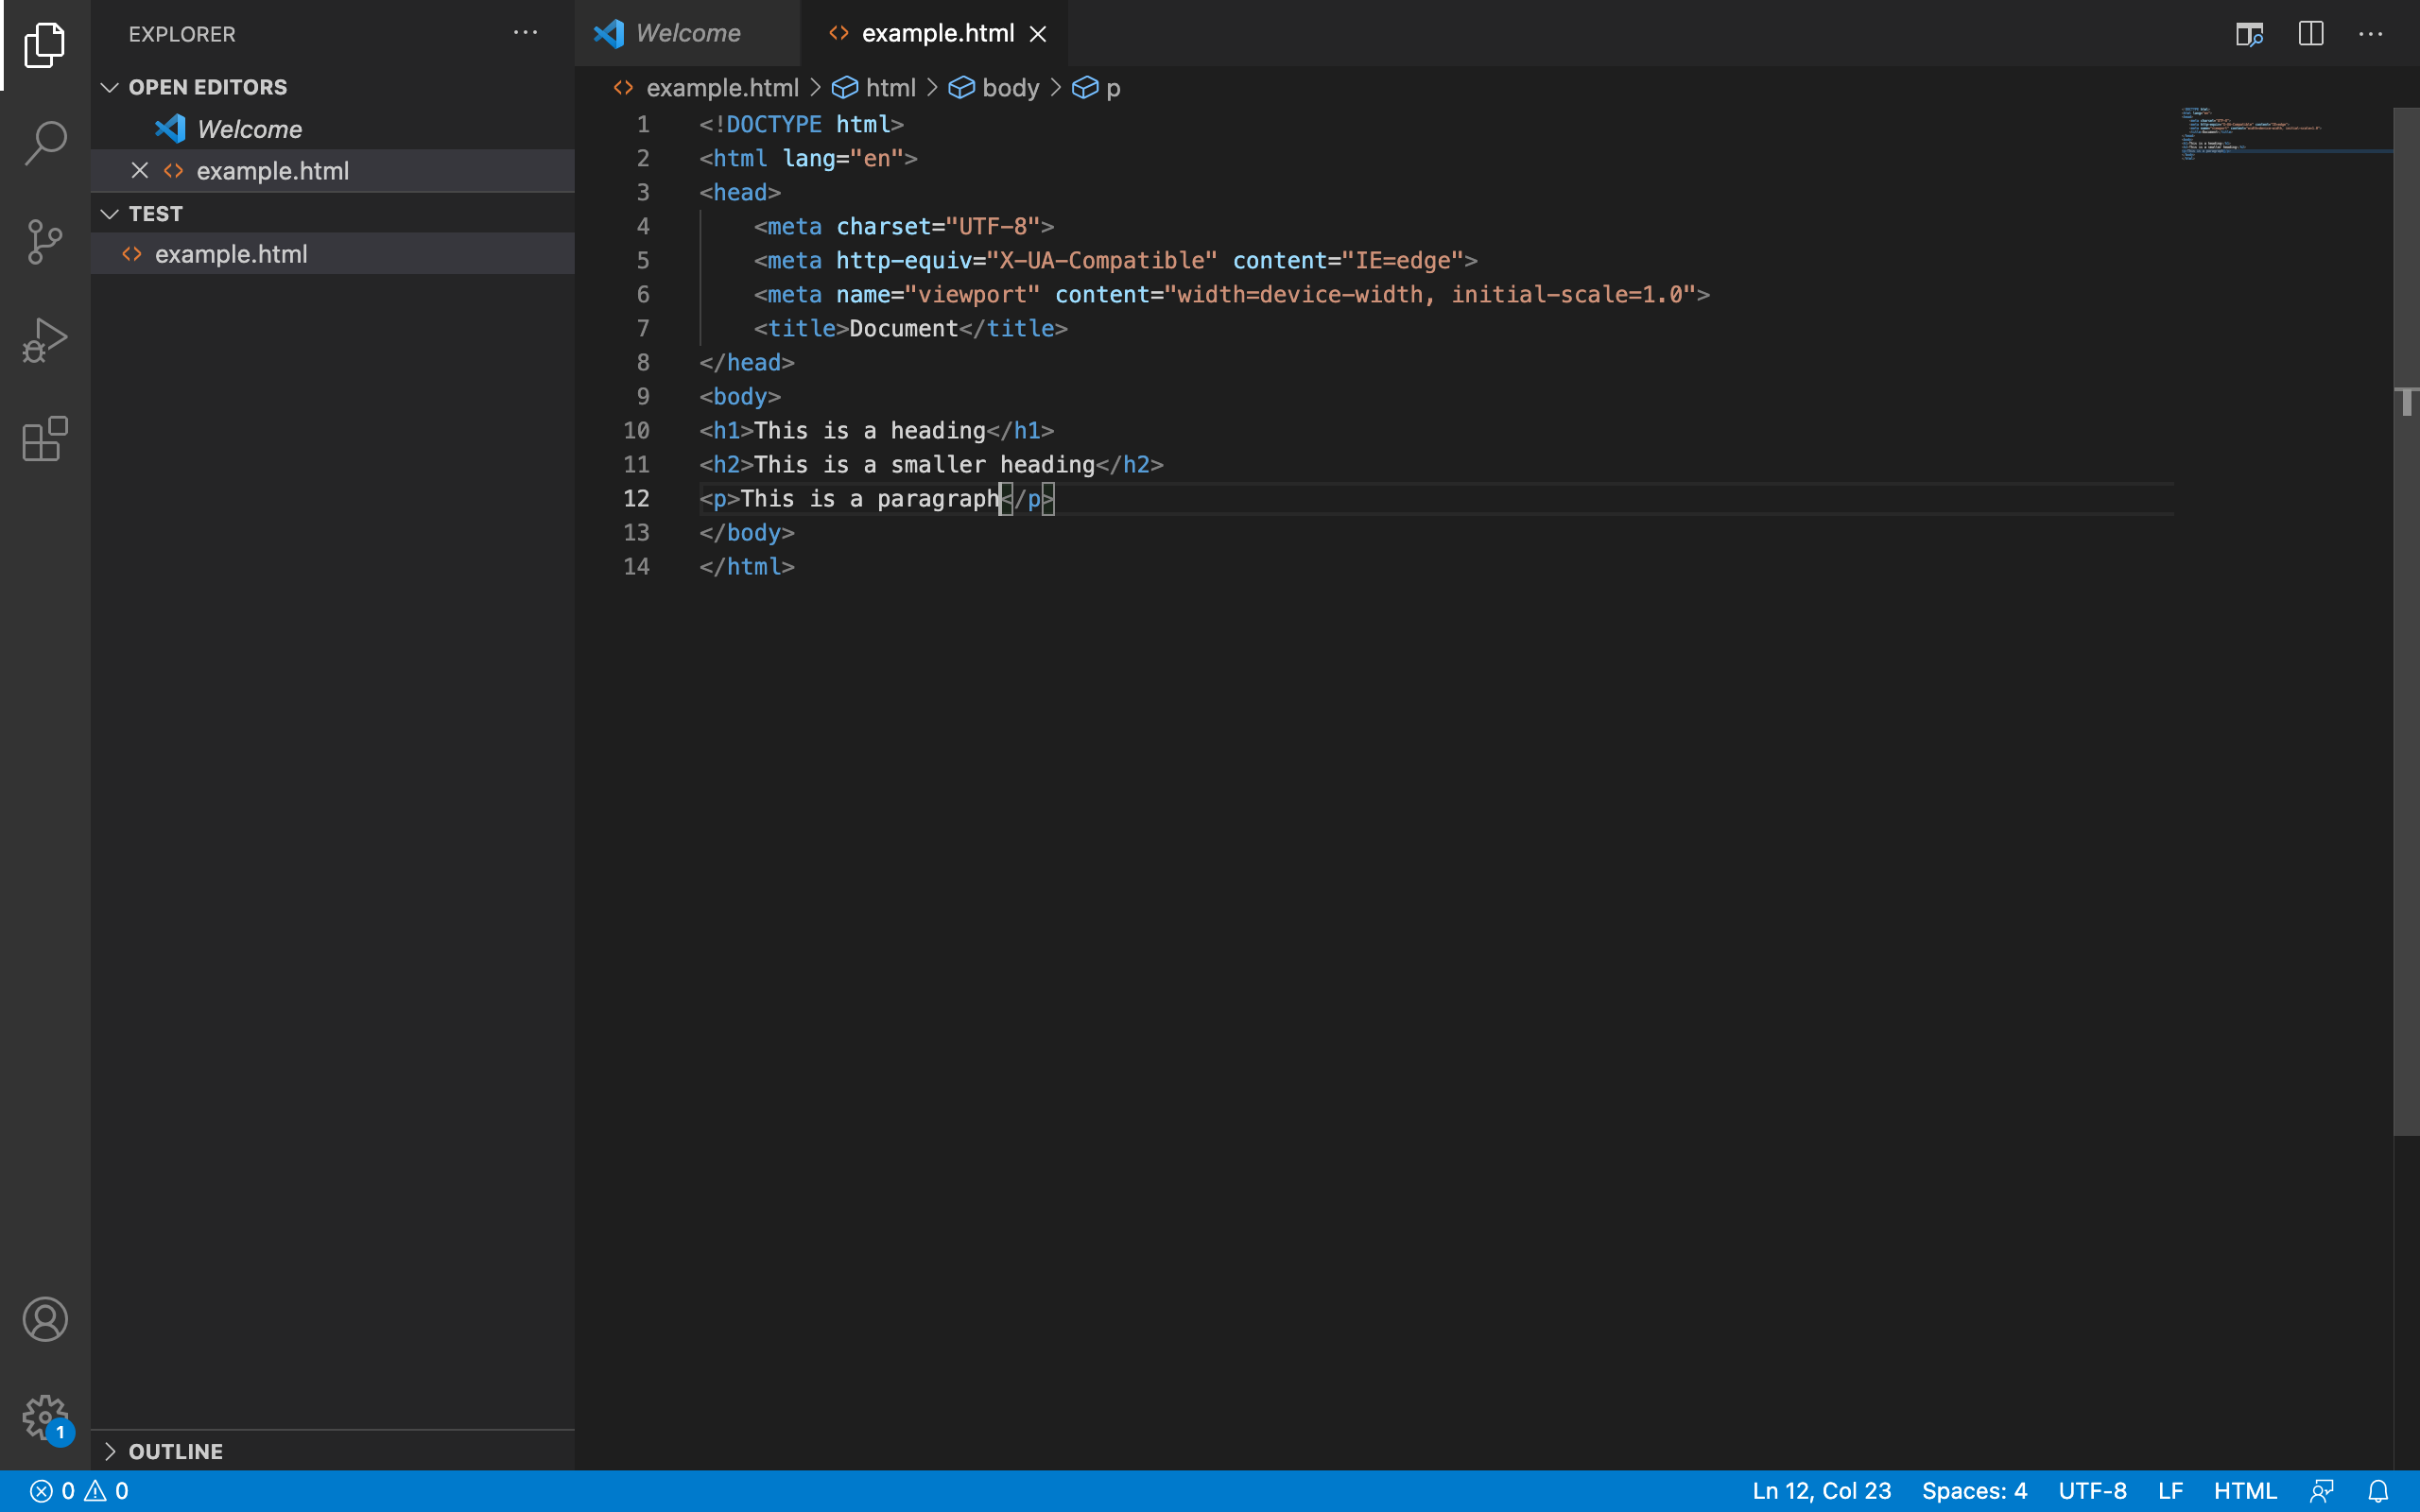 EXPLORER
OPEN EDITORS
Welcome
example.html
TEST
example.html
OUTLINE
Welcome
example.html
example.html > html > body > p
1 <!DOCTYPE html>
2 <html lang="en">
3 <head>
4 <meta charset="UTF-8">
5 <meta http-equiv="X-UA-Compatible" content="IE=edge">
6 <meta name="viewport" content="width=device-width, initial-scale=1.0">
7 <title>Document</title>
8 </head>
9 <body>
10 <h1>This is a heading</h1>
11 <h2>This is a smaller heading</h2>
12 <p>This is a paragraph</p>
13 </body>
14 </html>
1
0 0
Ln 12, Col 23 Spaces: 4 UTF-8 LF HTML